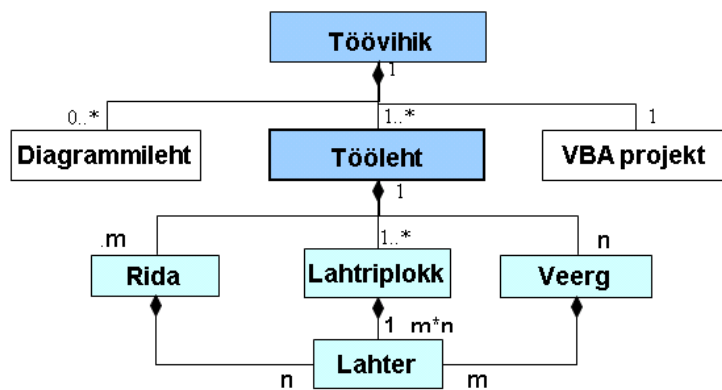 Töövihik
1
0..* 1..* 1
Diagrammileht Tööleht VBA projekt
1
.m 1..* n
Rida Lahtriplokk Veerg
1 m*n
Lahter
n m